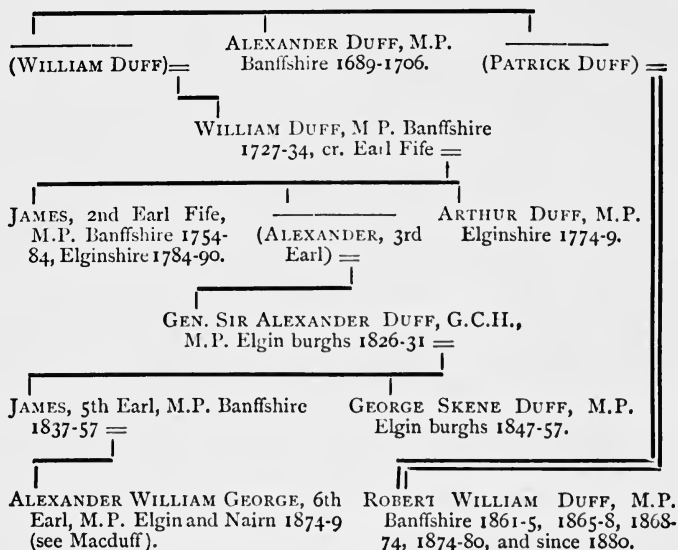 ALEXANDER DUFF, M.P.
(WILLIAM DUFF)= Banffshire 1689-1706. (PATRICK DUFF) =
WILLIAM DUFF, M P. Banffshire
1727-34, cr. Earl Fife =
JAMES, 2nd Earl Fife,
M.P. Banffshire 1754-
84, Elginshire 1784-90.
(ALEXANDER, 3rd
Earl) =
ARTHUR DUFF, M.P.
Elginshire 1774-9.
GEN. SIR ALEXANDER DUFF, G.C.H.,
M.P. Elgin burghs 1826-31 =
JAMES, 5th Earl, M.P. Banffshire
1837-57 =
GEORGE SKENE DUFF, M.P.
Elgin burghs 1847-57.
ALEXANDER WILLIAM GEORGE, 6th
Earl, M.P. Elgin and Nairn 1874-9
(see Macduff).
ROBERT WILLIAM DUFF, M.P.
Banffshire 1861-5, 1865-8, 1868-
74, 1874-80, and since 1880.